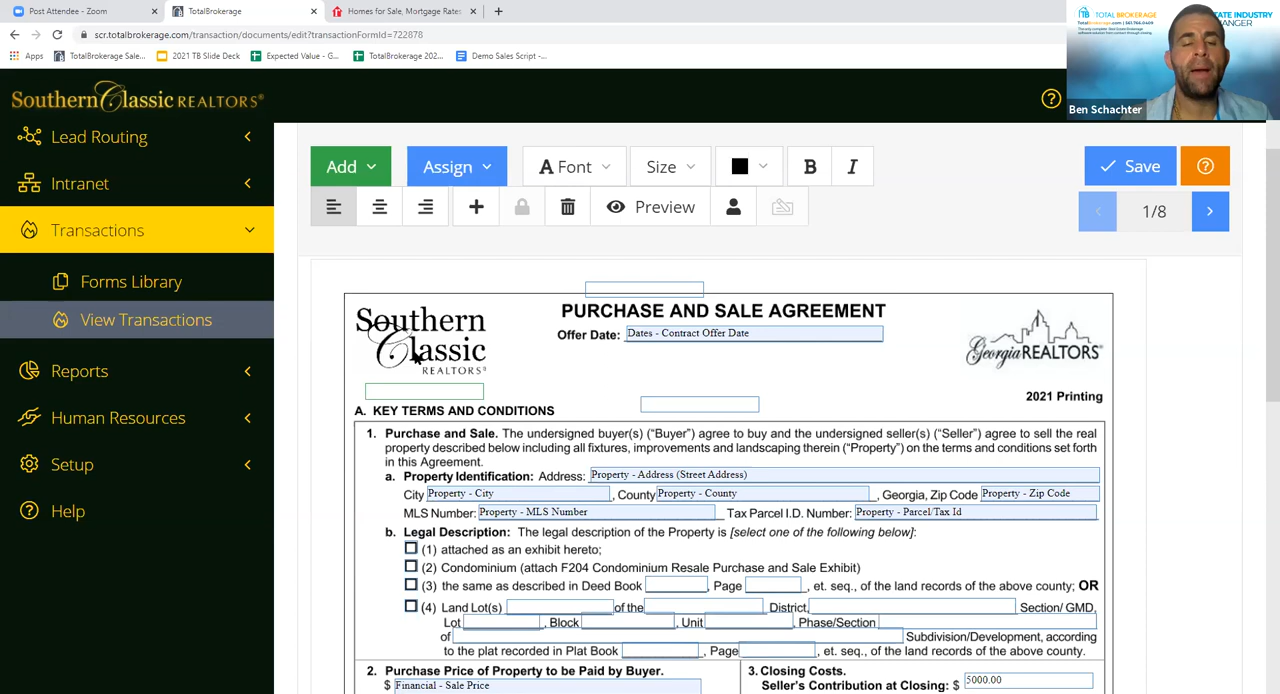 Post Attendee - Zoom
TotalBrokerage
Homes for Sale, Mortgage Rate
scr.totalbrokerage.com/transaction/documents/edit?transactionFormId=72878
Apps
TotalBrokerage Sale...
2021 TB Slide Deck
Expected Value - G...
TotalBrokerage 202...
Demo Sales Script -...
TOTAL BROKERAGE
STATE INDUSTRY
Ben Schachter
Southern Classic REALTORS®
Lead Routing
Intranet
Transactions
Forms Library
View Transactions
Reports
Human Resources
Setup
Help
Add
Assign
A Font
Size
B
I
Save
Preview
1/8
Southern
Classic
REALTORS®
PURCHASE AND SALE AGREEMENT
Offer Date: Dates - Contract Offer Date
Georgia REALTORS®
2021 Printing
A. KEY TERMS AND CONDITIONS
1. Purchase and Sale. The undersigned buyer(s) (“Buyer”) agree to buy and the undersigned seller(s) (“Seller”) agree to sell the real
property described below including all fixtures, improvements and landscaping therein (“Property”) on the terms and conditions set forth
in this Agreement.
a. Property Identification: Address: Property - Address (Street Address)
City Property - City , County Property - County , Georgia, Zip Code Property - Zip Code
MLS Number: Property - MLS Number Tax Parcel I.D. Number: Property - Parcel/Tax Id
b. Legal Description: The legal description of the Property is [select one of the following below]:
(1) attached as an exhibit hereto;
(2) Condominium (attach F204 Condominium Resale Purchase and Sale Exhibit)
(3) the same as described in Deed Book , Page , et. seq., of the land records of the above county; OR
(4) Land Lot(s) of the District, Section/ GMD,
Lot , Block , Unit , Phase/Section
of Subdivision/Development, according
to the plat recorded in Plat Book , Page , et. seq., of the land records of the above county.
2. Purchase Price of Property to be Paid by Buyer.
$ Financial - Sale Price
3. Closing Costs.
Seller's Contribution at Closing: $ 5000.00